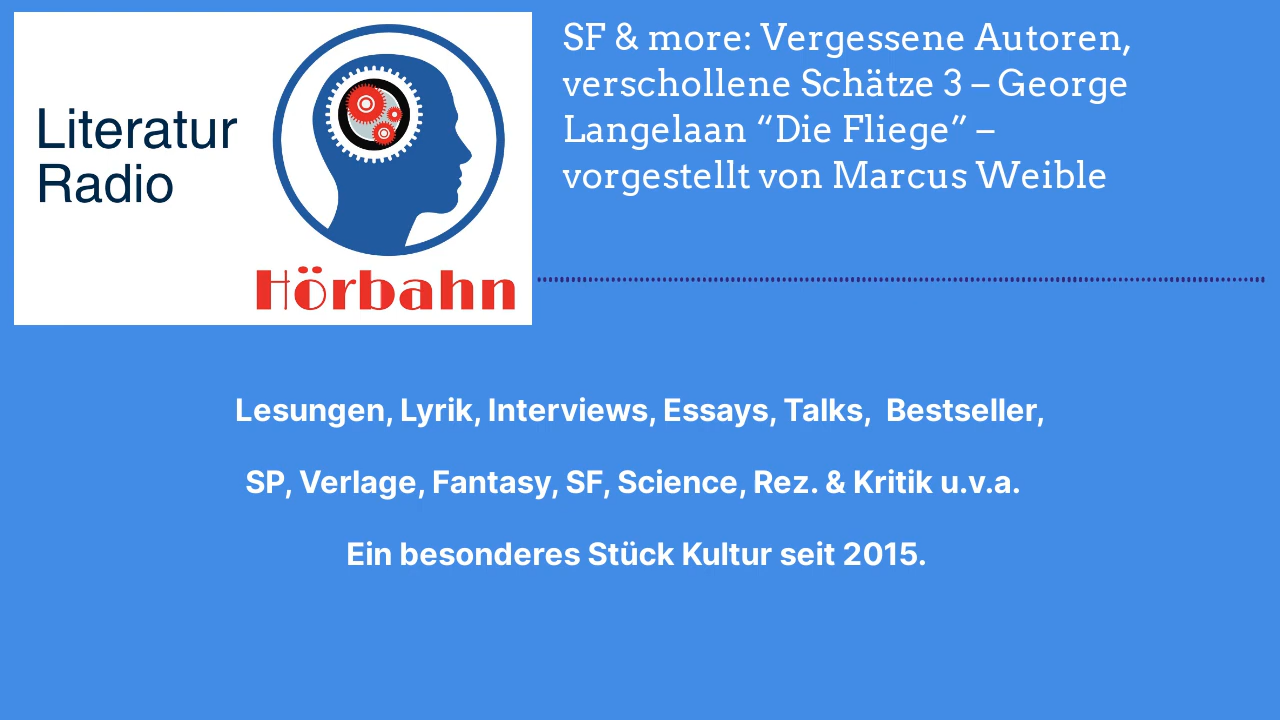 Literatur
Radio
Hörbahn
SF & more: Vergessene Autoren,
verschollene Schätze 3 – George
Langelaan “Die Fliege” –
vorgestellt von Marcus Weible
Lesungen, Lyrik, Interviews, Essays, Talks,  Bestseller,
SP, Verlage, Fantasy, SF, Science, Rez. & Kritik u.v.a.
Ein besonderes Stück Kultur seit 2015.